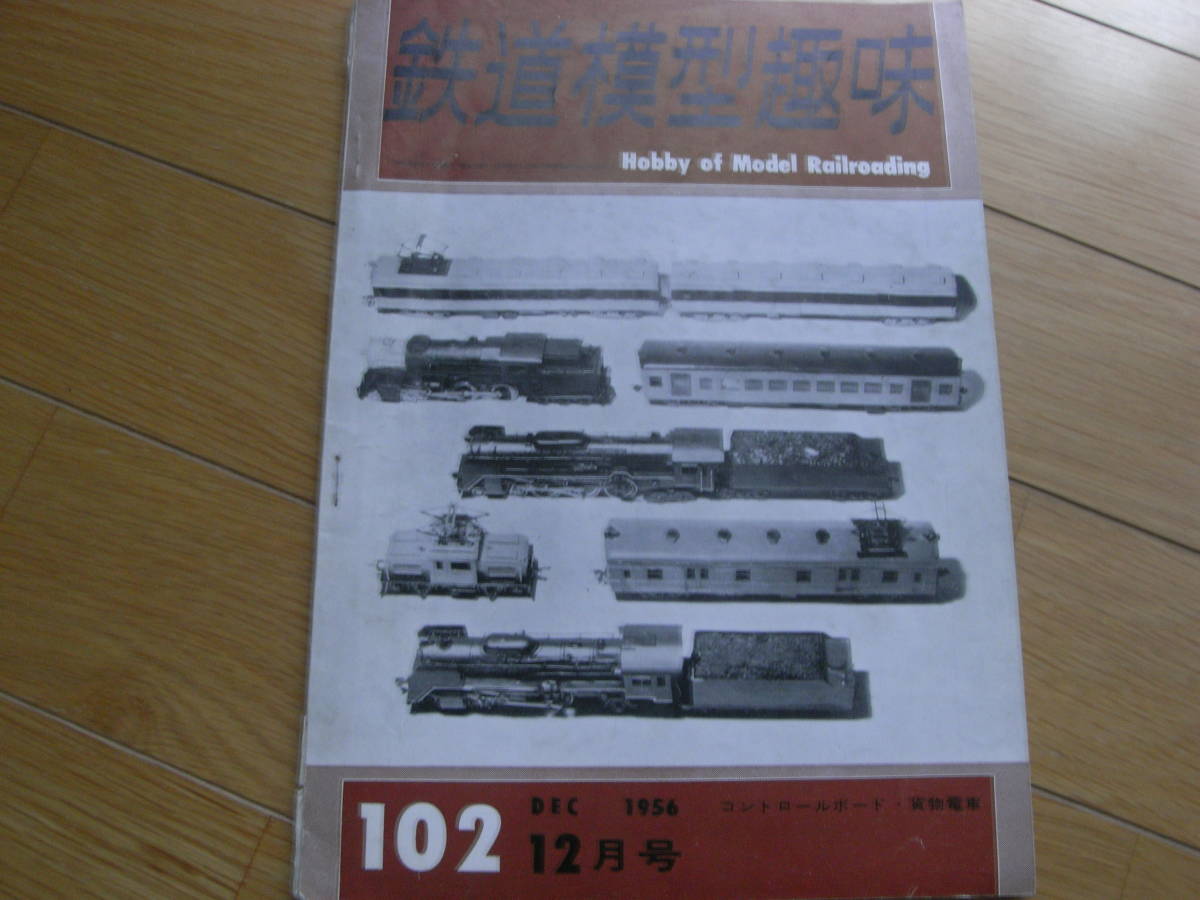 鉄道模型趣味
Hobby of Model Railroading
102
DEC 1956
12月号
コントロールボード・貨物電車